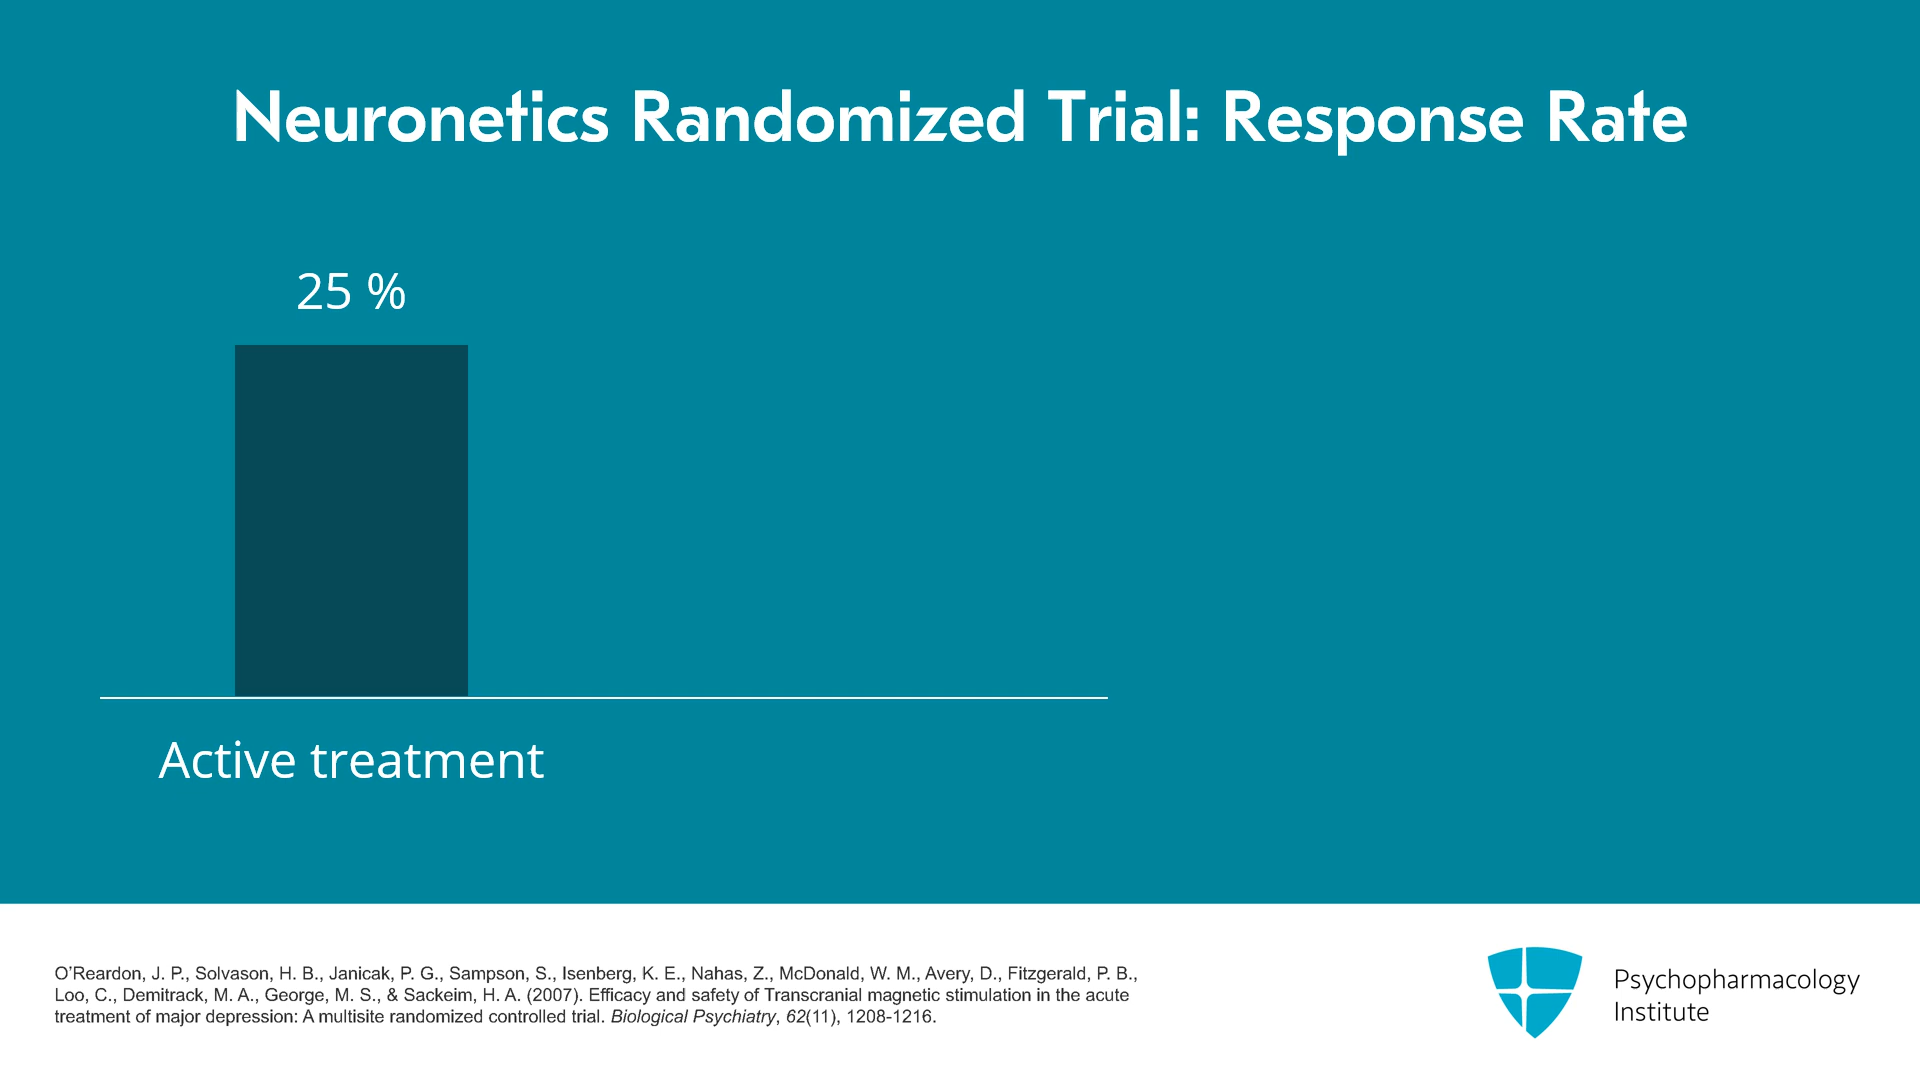 Neuronetics Randomized Trial: Response Rate
25 %
Active treatment
O’Reardon, J. P., Solvason, H. B., Janicak, P. G., Sampson, S., Isenberg, K. E., Nahas, Z., McDonald, W. M., Avery, D., Fitzgerald, P. B.,
Loo, C., Demitrack, M. A., George, M. S., & Sackeim, H. A. (2007). Efficacy and safety of Transcranial magnetic stimulation in the acute
treatment of major depression: A multisite randomized controlled trial. Biological Psychiatry, 62(11), 1208-1216.
Psychopharmacology
Institute